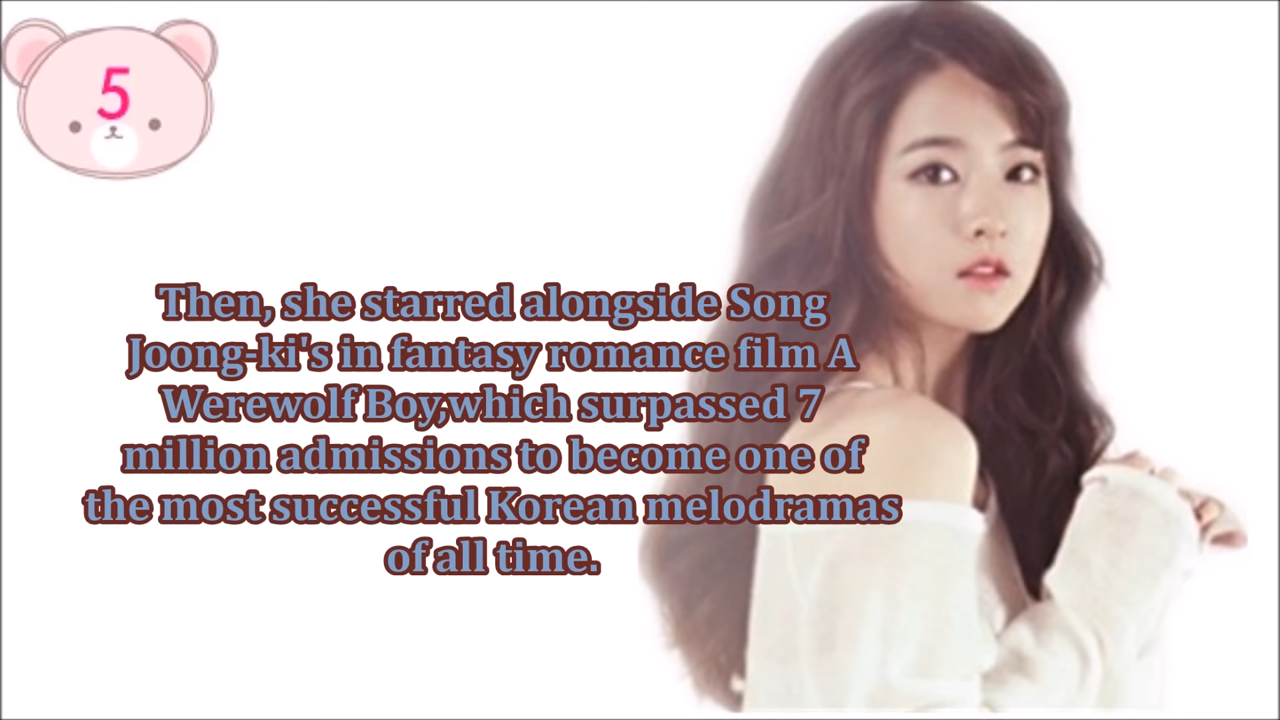 5
Then, she starred alongside Song
Joong-ki's in fantasy romance film A
Werewolf Boy,which surpassed 7
million admissions to become one of
the most successful Korean melodramas
of all time.